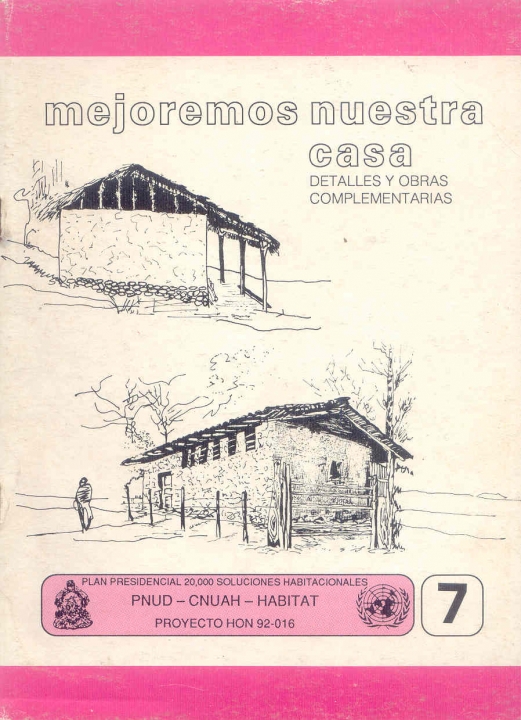 mejoremos nuestra
casa
DETALLES Y OBRAS
COMPLEMENTARIAS
PLAN PRESIDENCIAL 20,000 SOLUCIONES HABITACIONALES
PNUD – CNUAH – HABITAT
PROYECTO HON 92-016
7